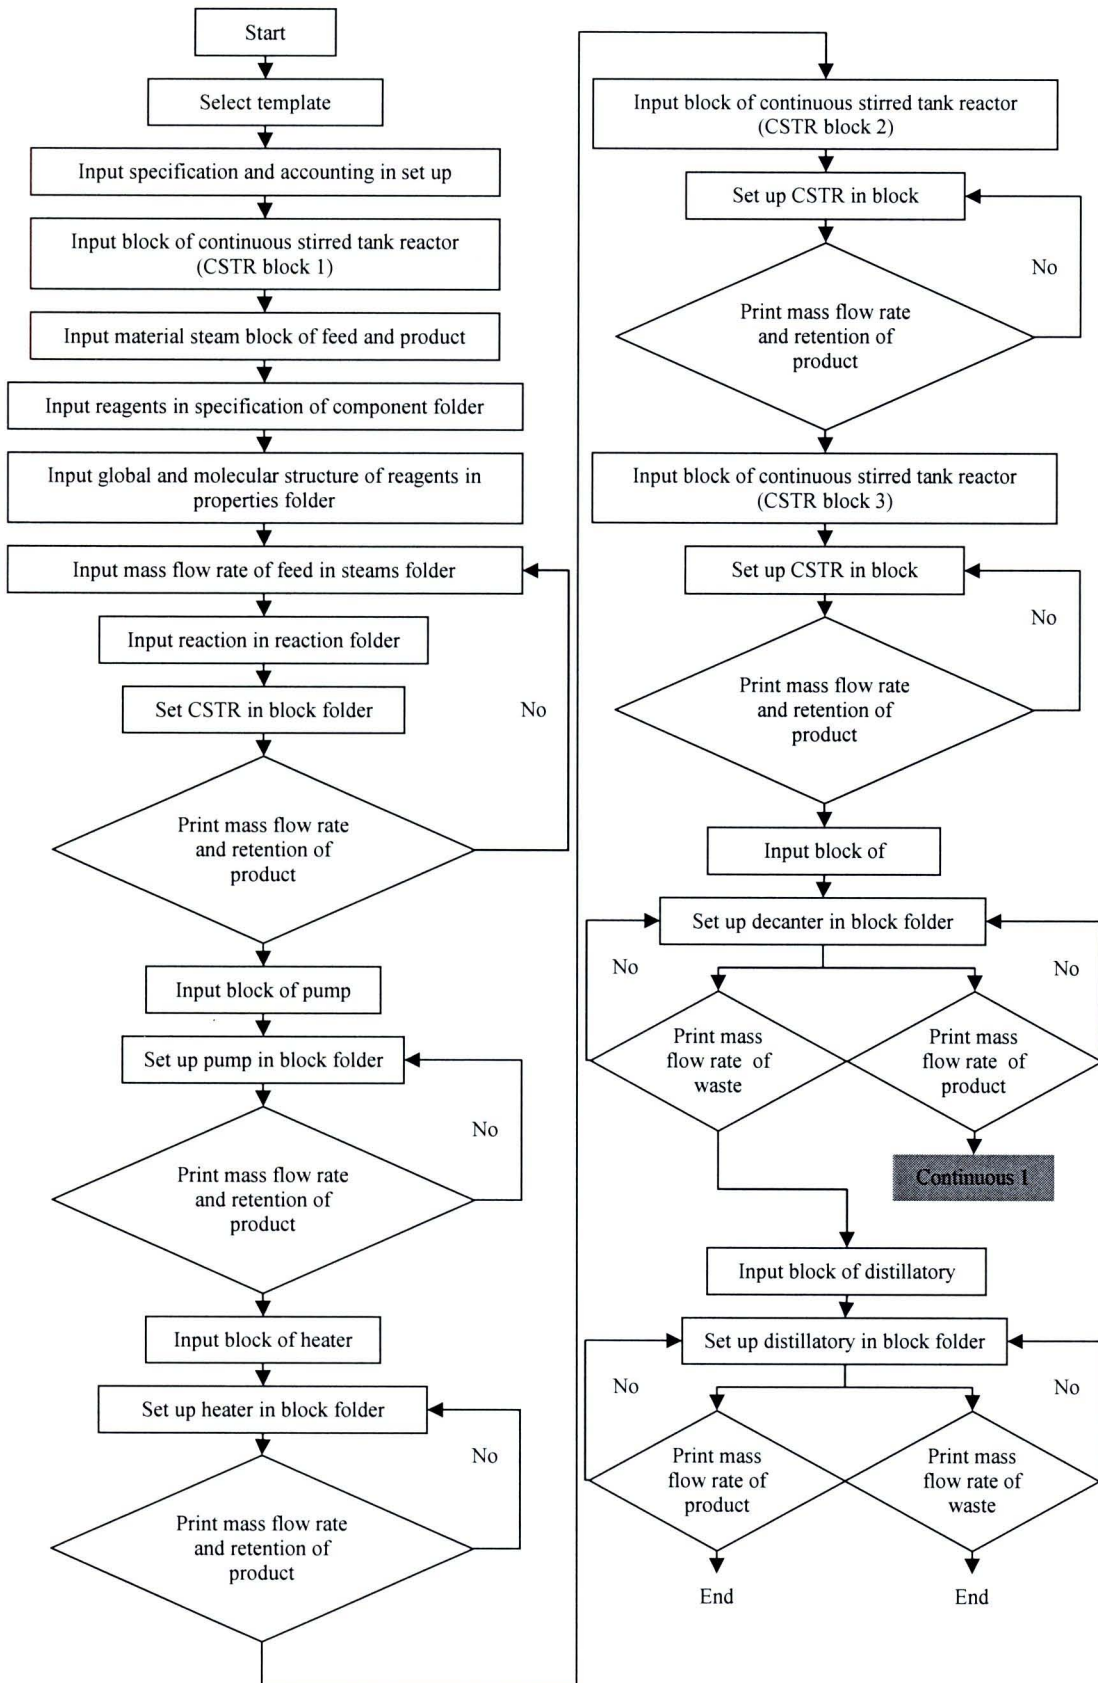 Start
Select template
Input specification and accounting in set up
Input block of continuous stirred tank reactor
(CSTR block 1)
Input material steam block of feed and product
Input reagents in specification of component folder
Input global and molecular structure of reagents in
properties folder
Input mass flow rate of feed in steams folder
Input reaction in reaction folder
Set CSTR in block folder
No
Print mass flow rate
and retention of
product
Input block of pump
Set up pump in block folder
No
Print mass flow rate
and retention of
product
Input block of heater
Set up heater in block folder
No
Print mass flow rate
and retention of
product
Input block of continuous stirred tank reactor
(CSTR block 2)
Set up CSTR in block
No
Print mass flow rate
and retention of
product
Input block of continuous stirred tank reactor
(CSTR block 3)
Set up CSTR in block
No
Print mass flow rate
and retention of
product
Input block of
Set up decanter in block folder
No
No
Print mass
flow rate of
waste
Print mass
flow rate of
product
Continuous 1
Input block of distillatory
Set up distillatory in block folder
No
No
Print mass
flow rate of
product
Print mass
flow rate of
waste
End
End